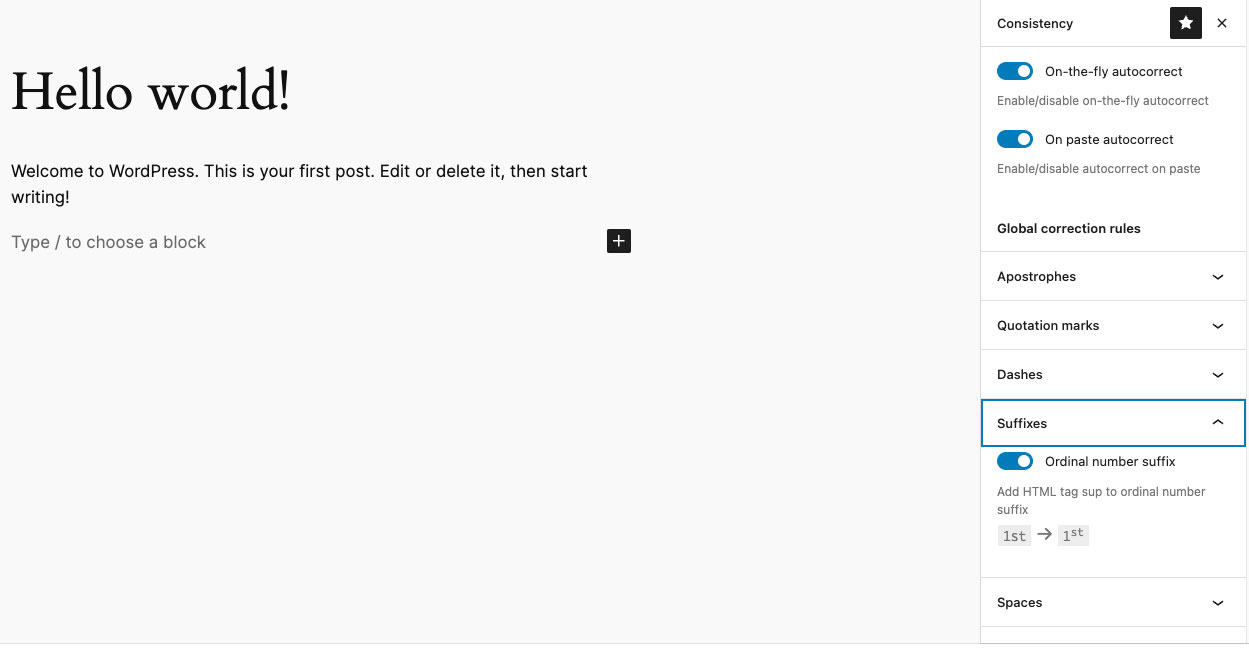 Hello world!
Welcome to WordPress. This is your first post. Edit or delete it, then start
writing!
Type / to choose a block
Consistency
On-the-fly autocorrect
Enable/disable on-the-fly autocorrect
On paste autocorrect
Enable/disable autocorrect on paste
Global correction rules
Apostrophes
Quotation marks
Dashes
Suffixes
Ordinal number suffix
Add HTML tag sup to ordinal number
suffix
1st → 1st
Spaces